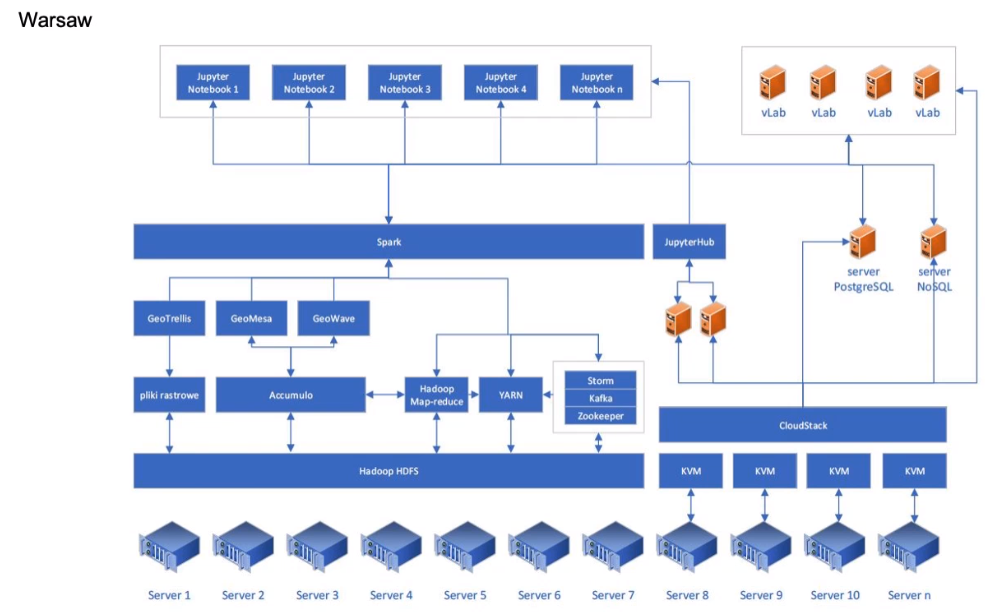 Warsaw
Jupyter
Notebook 1
Jupyter
Notebook 2
Jupyter
Notebook 3
Jupyter
Notebook 4
Jupyter
Notebook n
vLab
vLab
vLab
vLab
Spark
JupyterHub
server
PostgreSQL
server
NoSQL
GeoTrellis
GeoMesa
GeoWave
pliki rastrowe
Accumulo
Hadoop
Map-reduce
YARN
Storm
Kafka
Zookeeper
CloudStack
Hadoop HDFS
KVM
KVM
KVM
KVM
Server 1
Server 2
Server 3
Server 4
Server 5
Server 6
Server 7
Server 8
Server 9
Server 10
Server n